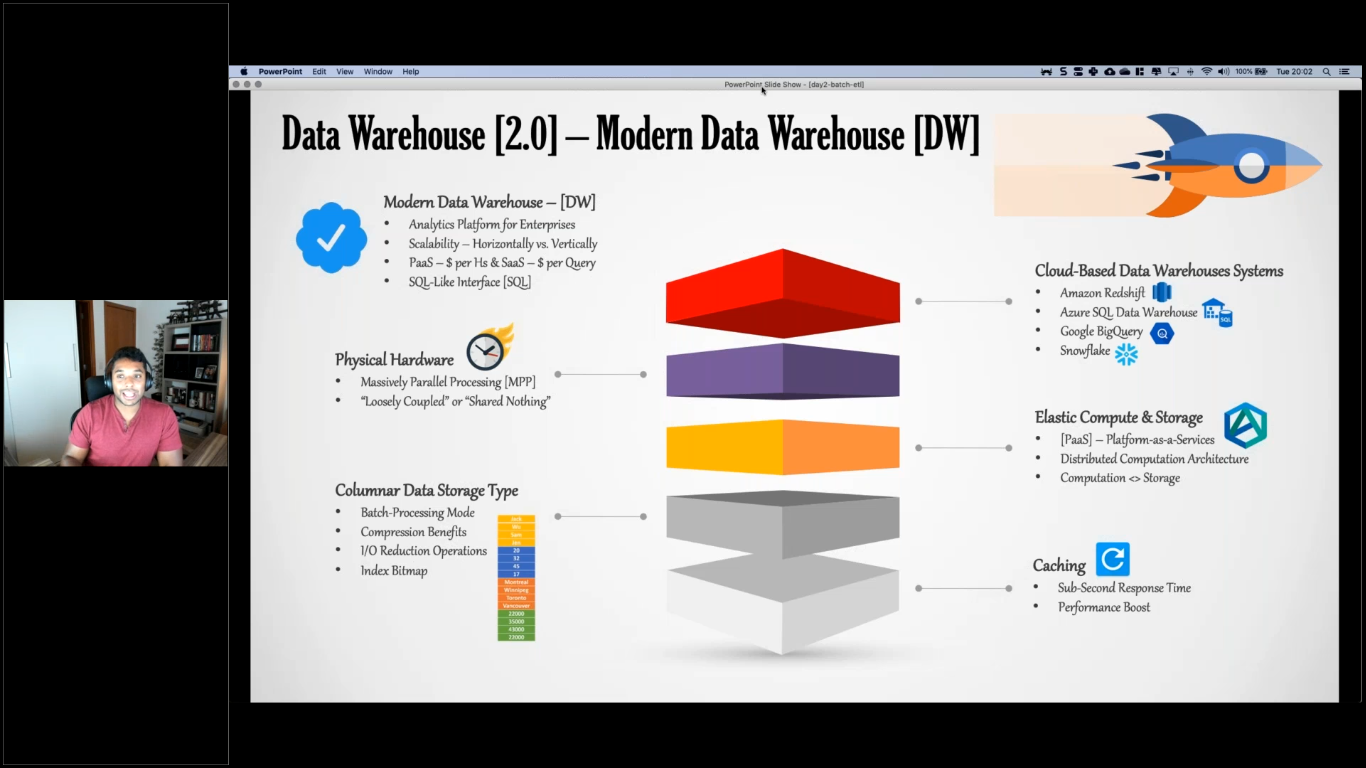 PowerPoint Edit View Window Help
100% Tue 20:02
PowerPoint Slide Show - [day2-batch-etl]
Data Warehouse [2.0] – Modern Data Warehouse [DW]
Modern Data Warehouse – [DW]
• Analytics Platform for Enterprises
• Scalability – Horizontally vs. Vertically
• PaaS – $ per Hs & SaaS – $ per Query
• SQL-Like Interface [SQL]
Physical Hardware
• Massively Parallel Processing [MPP]
• “Loosely Coupled” or “Shared Nothing”
Columnar Data Storage Type
• Batch-Processing Mode
• Compression Benefits
• I/O Reduction Operations
• Index Bitmap
20
32
45
17
Montreal
Winnipeg
Toronto
Vancouver
22000
35000
43000
22000
Cloud-Based Data Warehouses Systems
• Amazon Redshift
• Azure SQL Data Warehouse
SQL
• Google BigQuery
• Snowflake
Elastic Compute & Storage
• [PaaS] – Platform-as-a-Services
• Distributed Computation Architecture
• Computation <> Storage
Caching
• Sub-Second Response Time
• Performance Boost